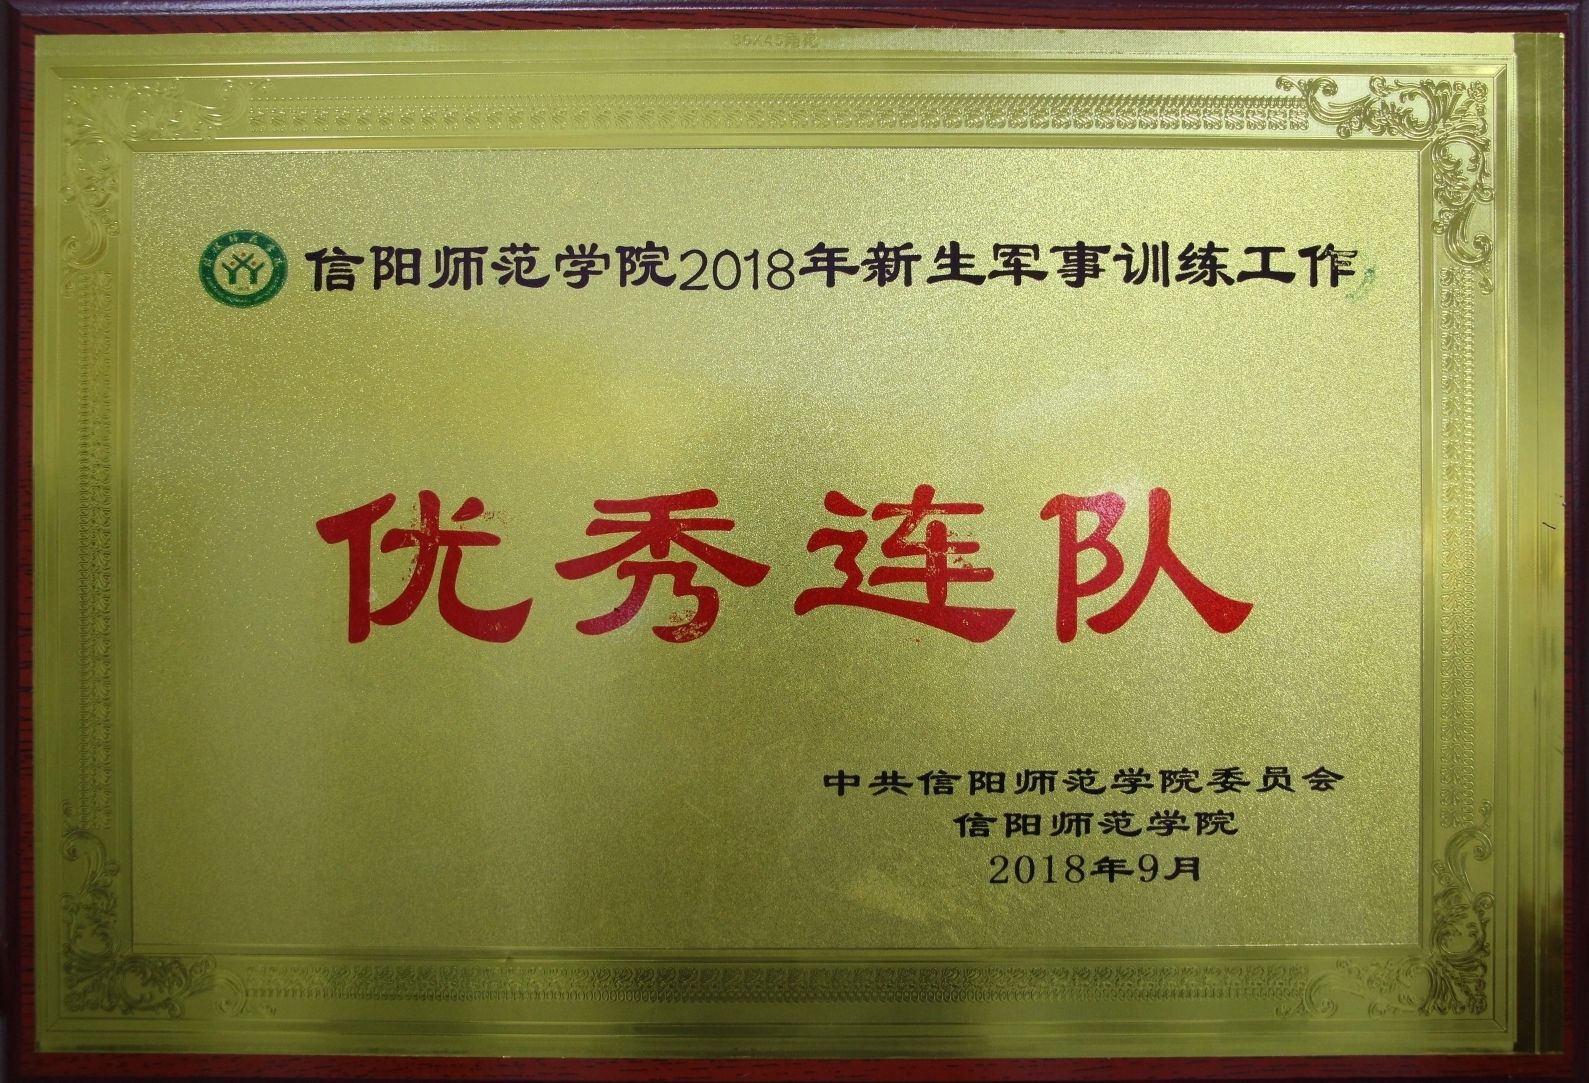 信阳师范学院2018年新生军事训练工作
优秀连队
中共信阳师范学院委员会
信阳师范学院
2018年9月